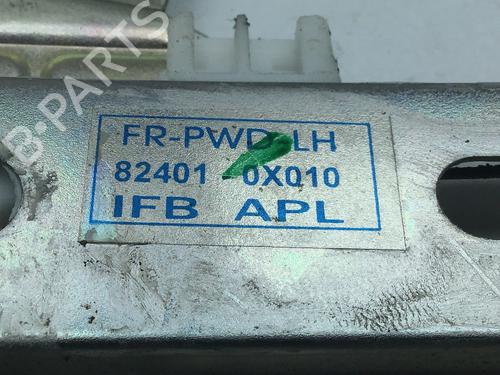 B-PARTS
FR-PWD LH
82401-0X010
IFB APL